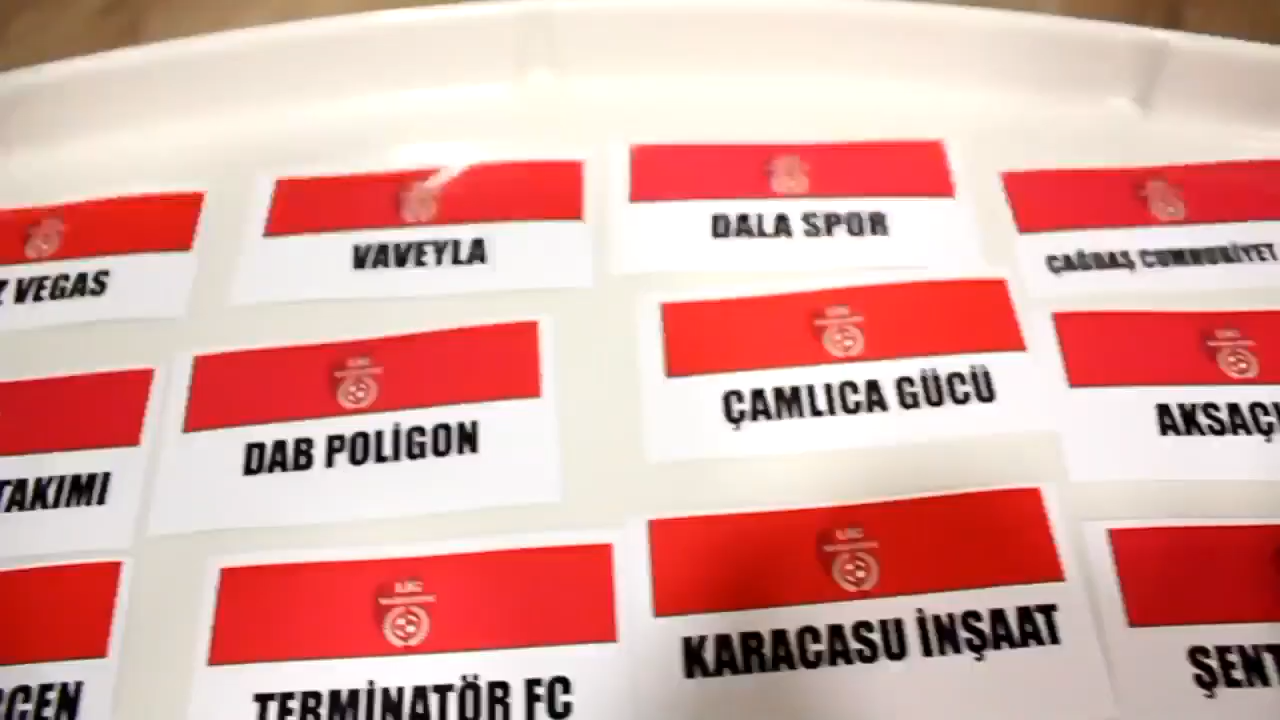 VEGAS
VAVEYLA
DALA SPOR
ÇAĞDAŞ CUMHURİYET
TAKIMI
DAB POLİGON
ÇAMLICA GÜCÜ
TERMİNATÖR FC
KARACASU İNŞAAT